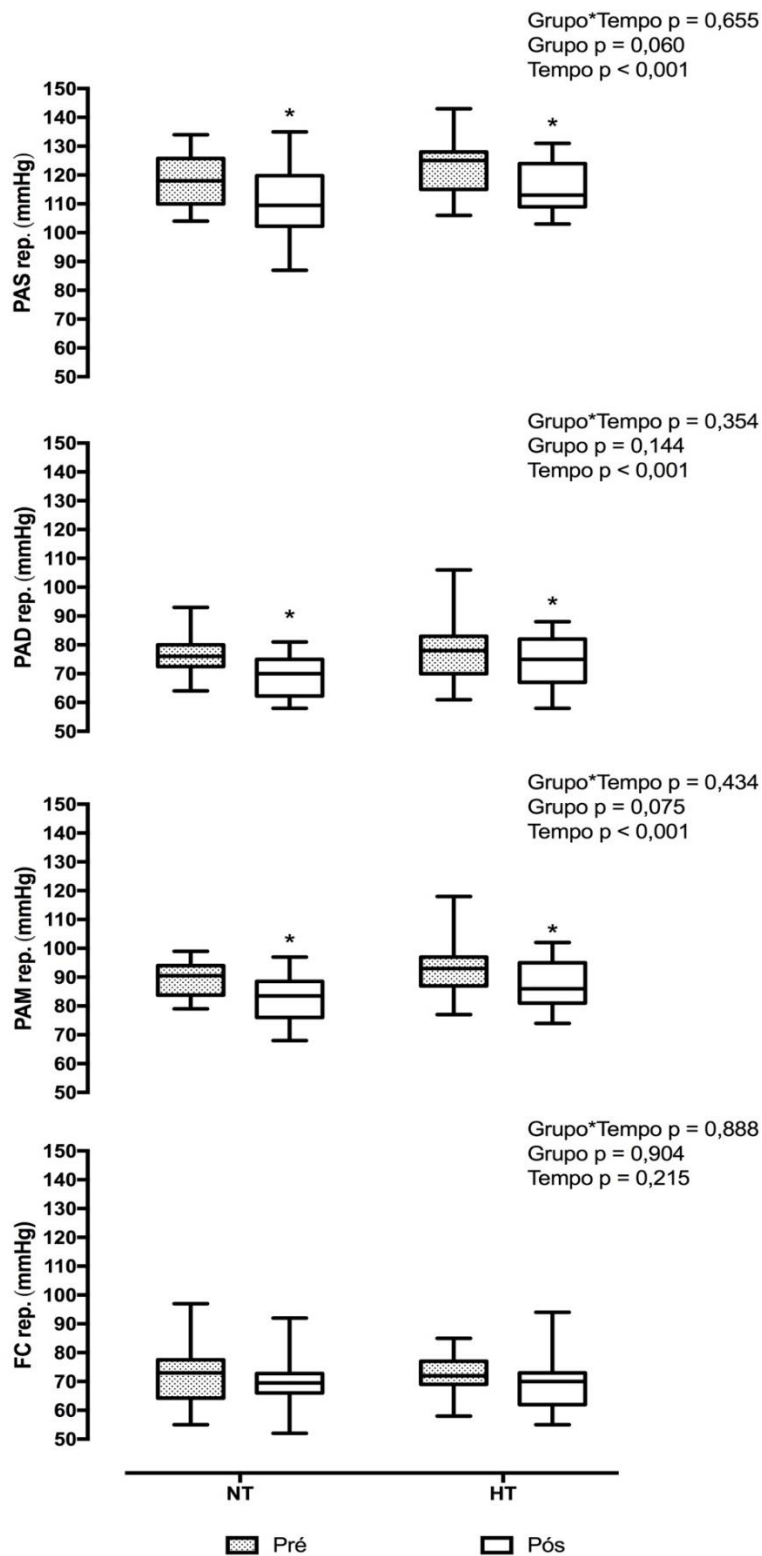 Grupo*Tempo p = 0,655
Grupo p = 0,060
Tempo p < 0,001
PAS rep. (mmHg)
150
140
130
120
110
100
90
80
70
60
50
*
*
Grupo*Tempo p = 0,354
Grupo p = 0,144
Tempo p < 0,001
PAD rep. (mmHg)
150
140
130
120
110
100
90
80
70
60
50
*
*
Grupo*Tempo p = 0,434
Grupo p = 0,075
Tempo p < 0,001
PAM rep. (mmHg)
150
140
130
120
110
100
90
80
70
60
50
*
*
Grupo*Tempo p = 0,888
Grupo p = 0,904
Tempo p = 0,215
FC rep. (mmHg)
150
140
130
120
110
100
90
80
70
60
50
NT HT
Pré Pós